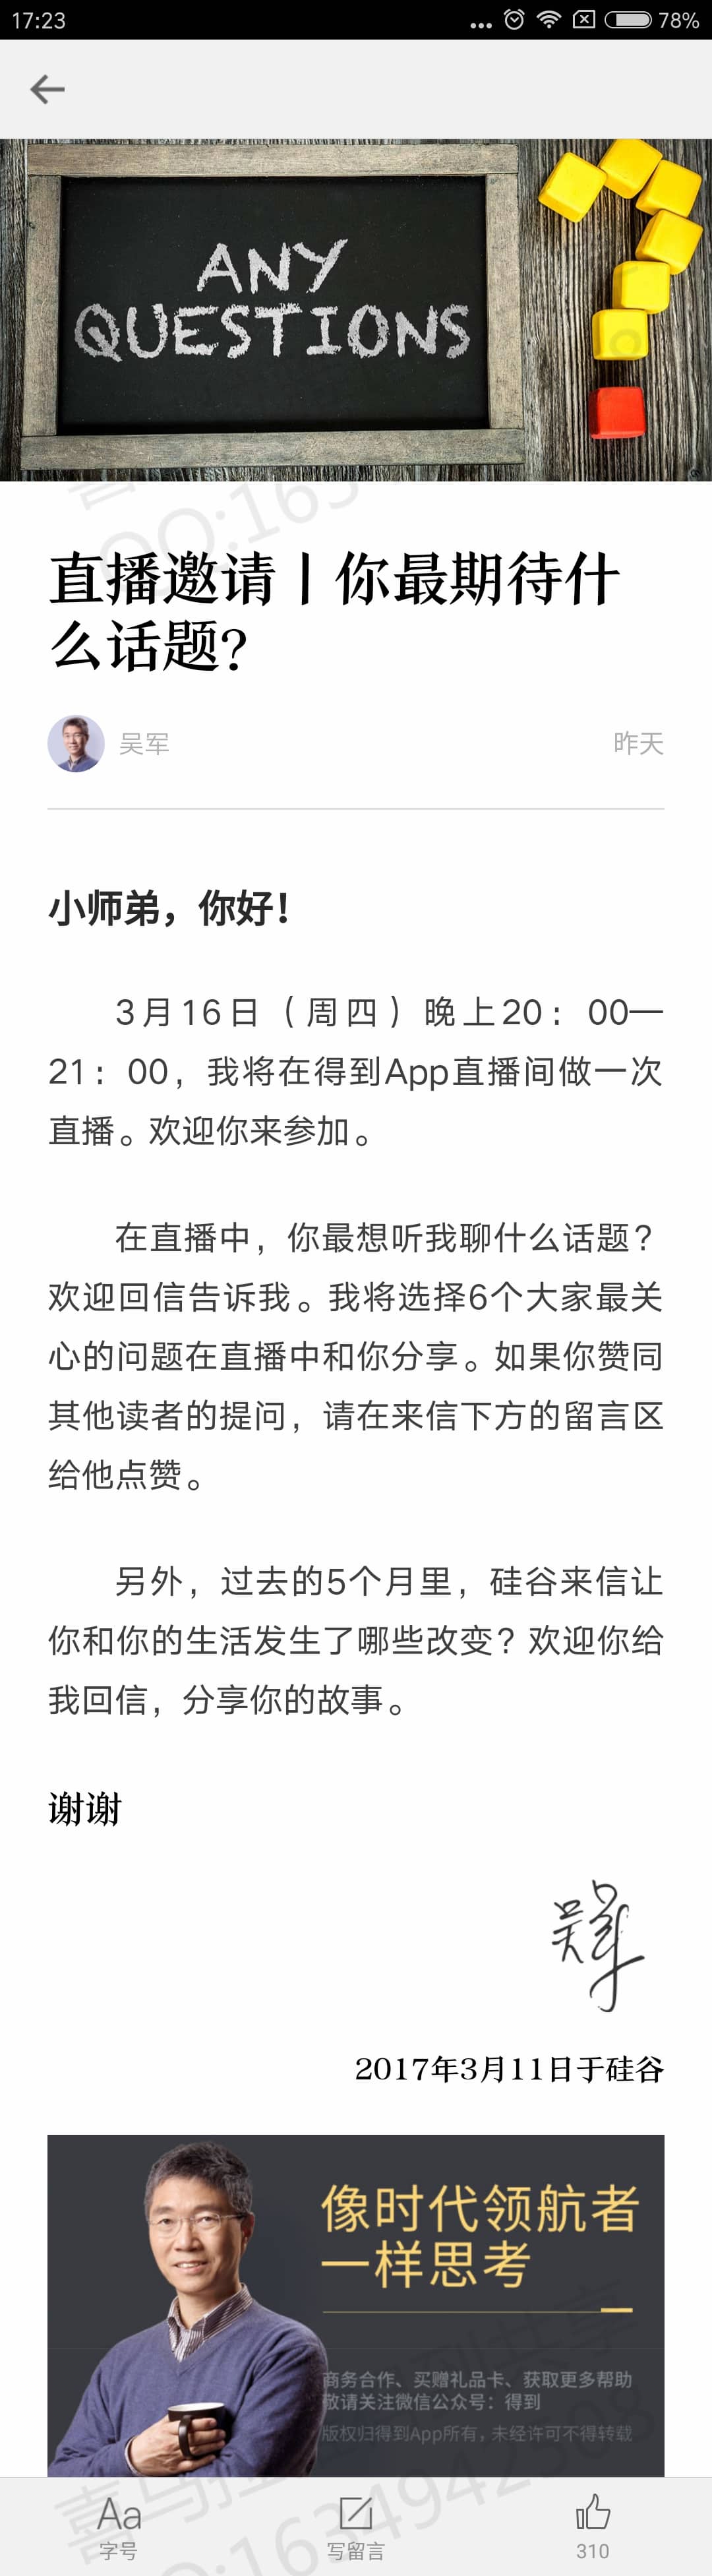 17:23
78%
ANY
QUESTIONS
直播邀请丨你最期待什
么话题?
吴军
昨天
小师弟，你好！
3月16日（周四）晚上20：00—
21：00，我将在得到App直播间做一次
直播。欢迎你来参加。
在直播中，你最想听我聊什么话题？
欢迎回信告诉我。我将选择6个大家最关
心的问题在直播中和你分享。如果你赞同
其他读者的提问，请在来信下方的留言区
给他点赞。
另外，过去的5个月里，硅谷来信让
你和你的生活发生了哪些改变？欢迎你给
我回信，分享你的故事。
谢谢
吴军
2017年3月11日于硅谷
像时代领航者
一样思考
商务合作、买赠礼品卡、获取更多帮助
敬请关注微信公众号：得到
版权归得到App所有，未经许可不得转载
Aa
字号
写留言
310